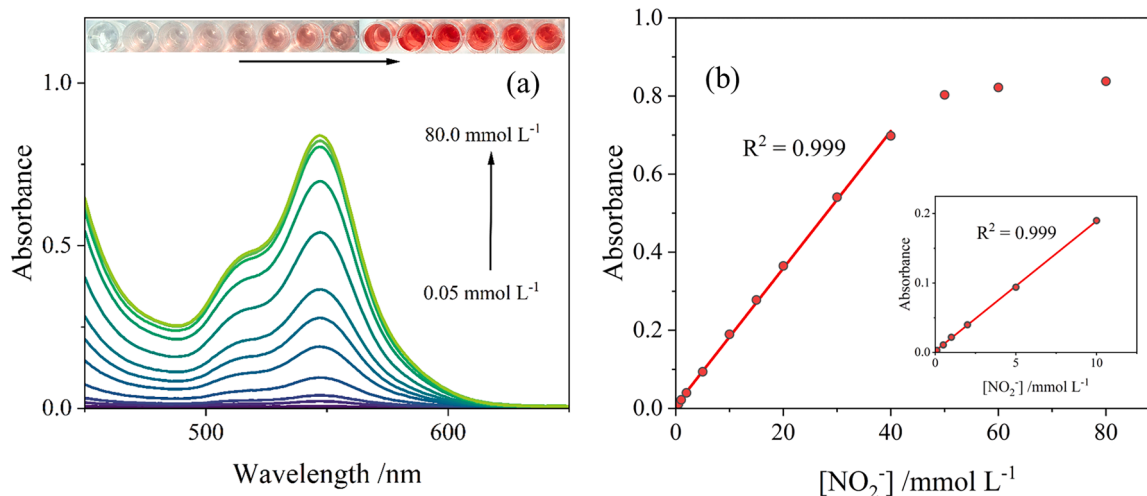 (a)
1.0
0.5
0.0
Absorbance
80.0 mmol L⁻¹
0.05 mmol L⁻¹
500
600
Wavelength /nm
(b)
1.0
0.8
0.6
0.4
0.2
0.0
Absorbance
R² = 0.999
0
20
40
60
80
[NO₂⁻] /mmol L⁻¹
R² = 0.999
0.2
0.1
0.0
Absorbance
0
5
10
[NO₂⁻] /mmol L⁻¹